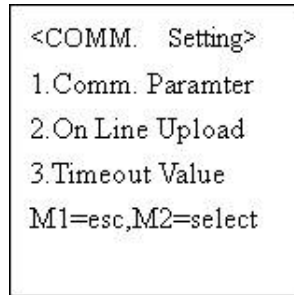 <COMM. Setting>
1.Comm. Paramter
2.On Line Upload
3.Timeout Value
M1=esc,M2=select